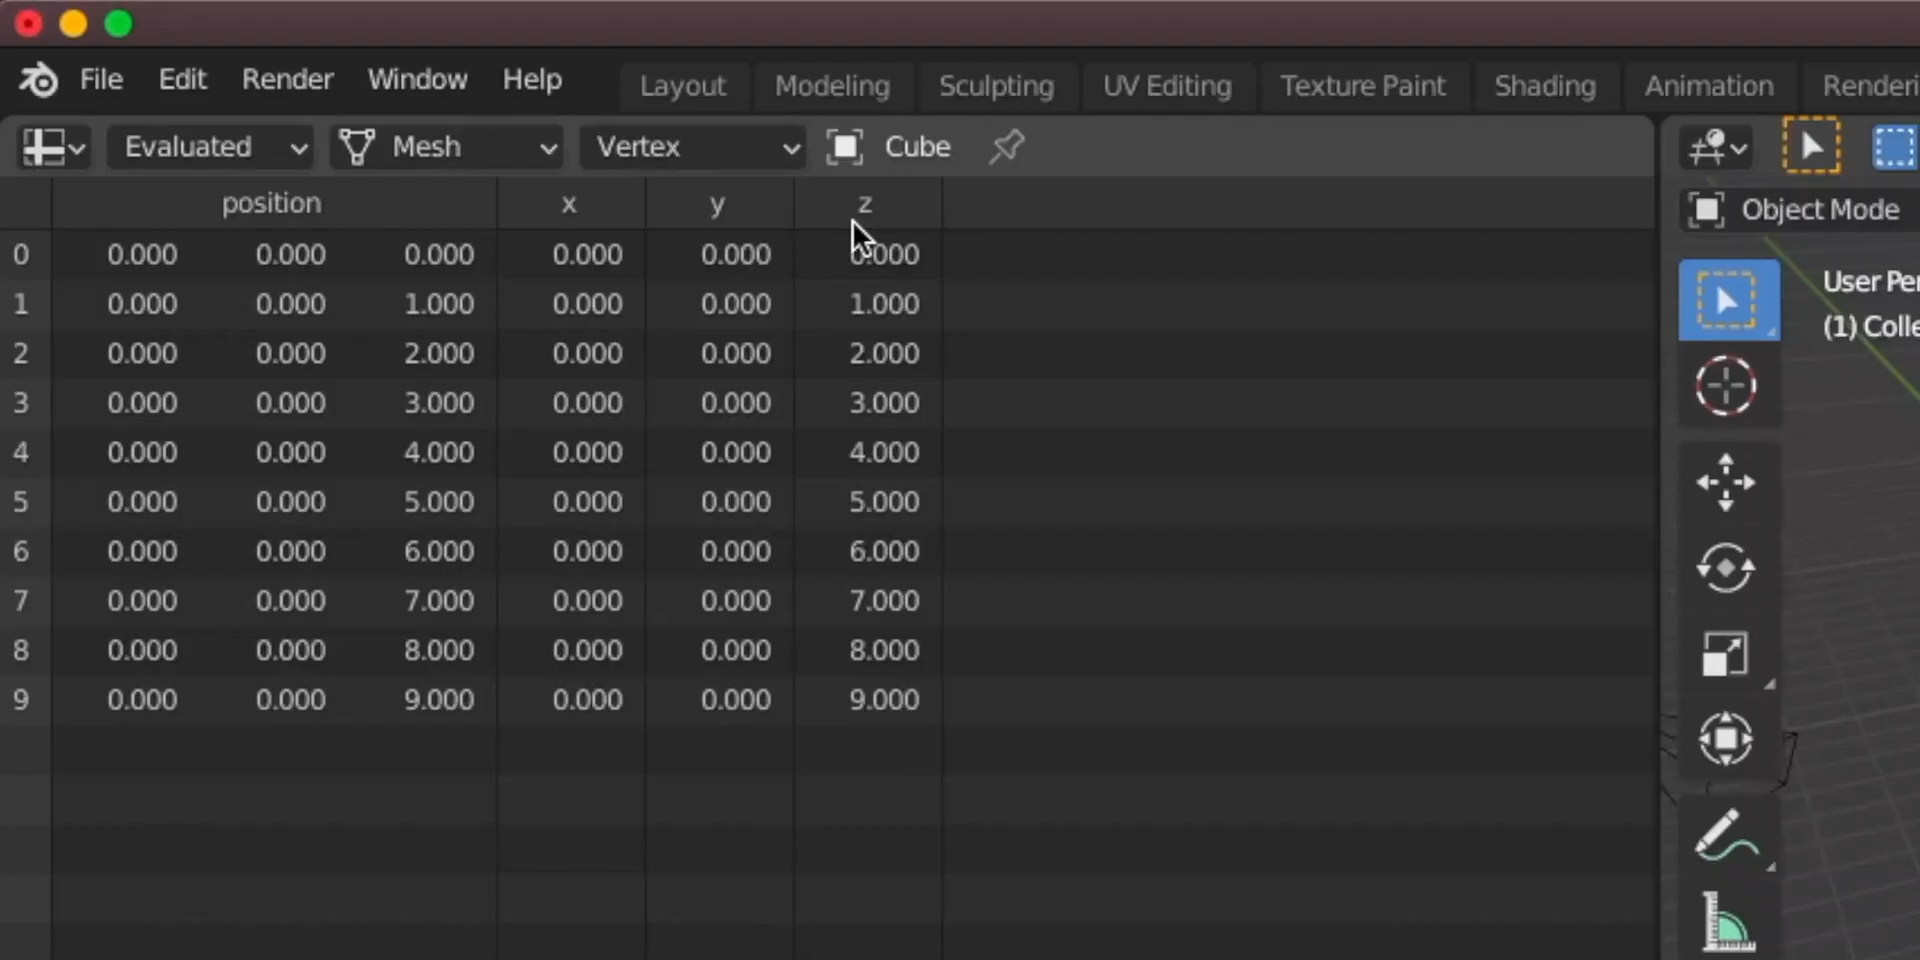 File Edit Render Window Help Layout Modeling Sculpting UV Editing Texture Paint Shading Animation Renderi
Evaluated Mesh Vertex Cube
position x y z
0 0.000 0.000 0.000 0.000 0.000 0.000
1 0.000 0.000 1.000 0.000 0.000 1.000
2 0.000 0.000 2.000 0.000 0.000 2.000
3 0.000 0.000 3.000 0.000 0.000 3.000
4 0.000 0.000 4.000 0.000 0.000 4.000
5 0.000 0.000 5.000 0.000 0.000 5.000
6 0.000 0.000 6.000 0.000 0.000 6.000
7 0.000 0.000 7.000 0.000 0.000 7.000
8 0.000 0.000 8.000 0.000 0.000 8.000
9 0.000 0.000 9.000 0.000 0.000 9.000
Object Mode
User Per
(1) Colle